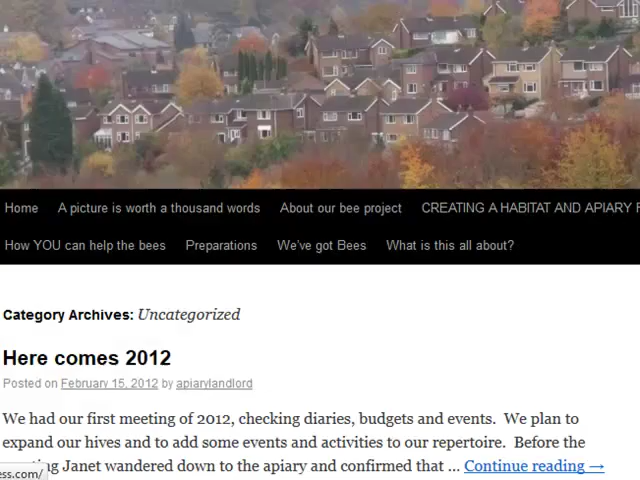 Home A picture is worth a thousand words About our bee project CREATING A HABITAT AND APIARY
How YOU can help the bees Preparations We've got Bees What is this all about?
Category Archives: Uncategorized
Here comes 2012
Posted on February 15, 2012 by apiarylandlord
We had our first meeting of 2012, checking diaries, budgets and events. We plan to
expand our hives and to add some events and activities to our repertoire. Before the
Janet wandered down to the apiary and confirmed that ... Continue reading →
ess.com/